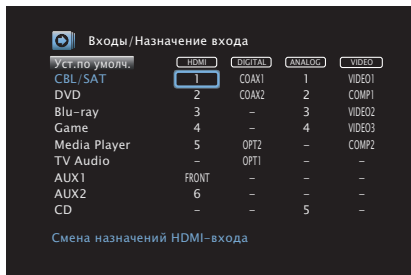 Входы/Назначение входа
Уст.по умолч. HDMI DIGITAL ANALOG VIDEO
CBL/SAT 1 COAX1 1 VIDEO1
DVD 2 COAX2 2 COMP1
Blu-ray 3 - 3 VIDEO2
Game 4 - 4 VIDEO3
Media Player 5 OPT2 - COMP2
TV Audio - OPT1 - -
AUX1 FRONT - - -
AUX2 6 - - -
CD - - 5 -
Смена назначений HDMI-входа